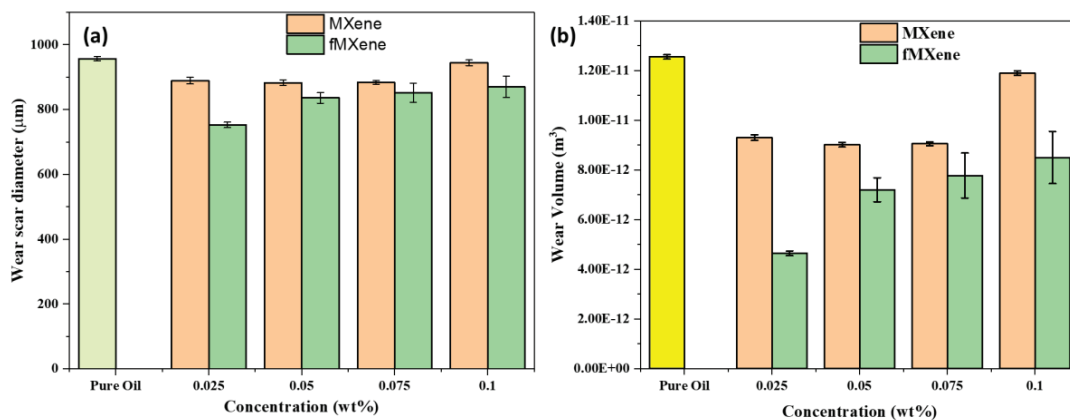 (a)
MXene
fMXene
1000
800
600
400
200
0
Wear scar diameter (μm)
Pure Oil 0.025 0.05 0.075 0.1
Concentration (wt%)
(b)
MXene
fMXene
1.40E-11
1.20E-11
1.00E-11
8.00E-12
6.00E-12
4.00E-12
2.00E-12
0.00E+00
Wear Volume (m³)
Pure Oil 0.025 0.05 0.075 0.1
Concentration (wt%)